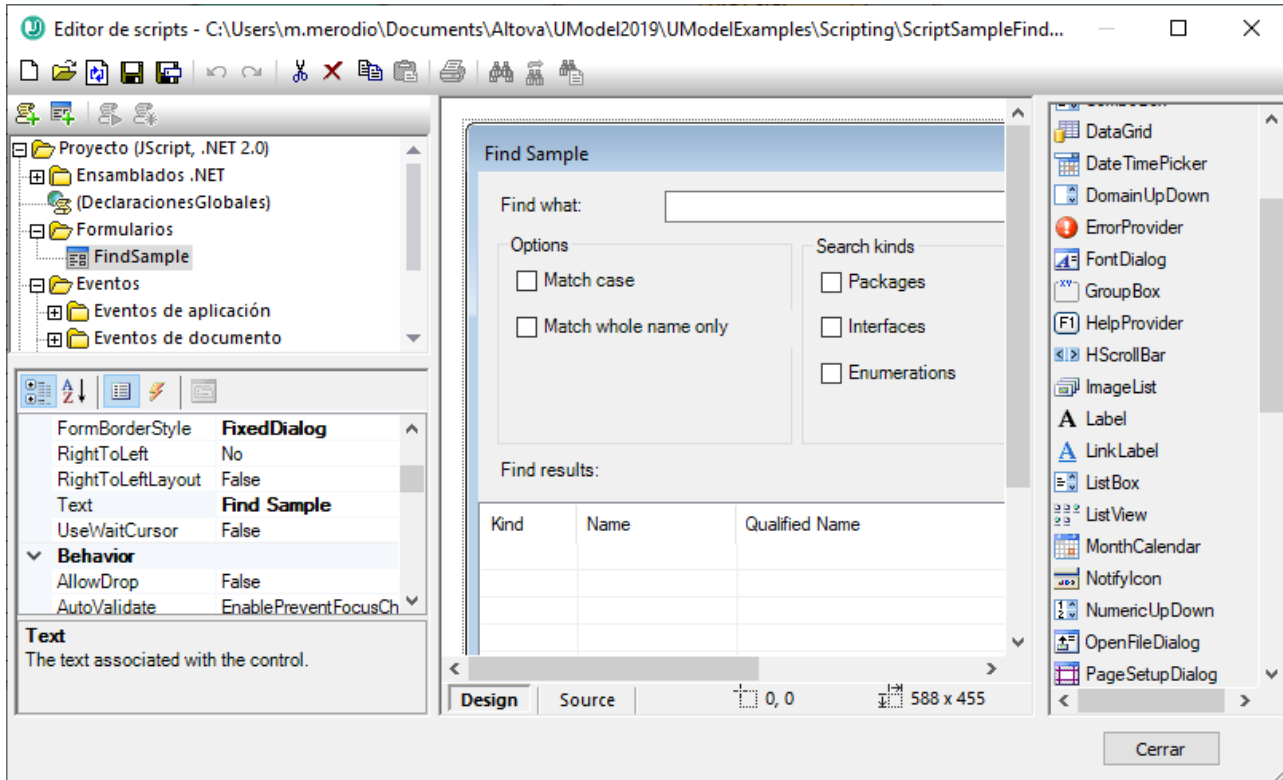 Editor de scripts - C:\Users\m.merodio\Documents\Altova\UModel2019\UModelExamples\Scripting\ScriptSampleFind...
Proyecto (JScript, .NET 2.0)
Ensamblados .NET
(DeclaracionesGlobales)
Formularios
FindSample
Eventos
Eventos de aplicación
Eventos de documento
FormBorderStyle FixedDialog
RightToLeft No
RightToLeftLayout False
Text Find Sample
UseWaitCursor False
Behavior
AllowDrop False
AutoValidate EnablePreventFocusCh
Text
The text associated with the control.
Find Sample
Find what:
Options
Match case
Match whole name only
Search kinds
Packages
Interfaces
Enumerations
Find results:
Kind Name Qualified Name
Design Source 0, 0 588 x 455
DataGrid
DateTimePicker
DomainUpDown
ErrorProvider
FontDialog
GroupBox
HelpProvider
HScrollBar
ImageList
Label
LinkLabel
ListBox
ListView
MonthCalendar
NotifyIcon
NumericUpDown
OpenFileDialog
PageSetupDialog
Cerrar